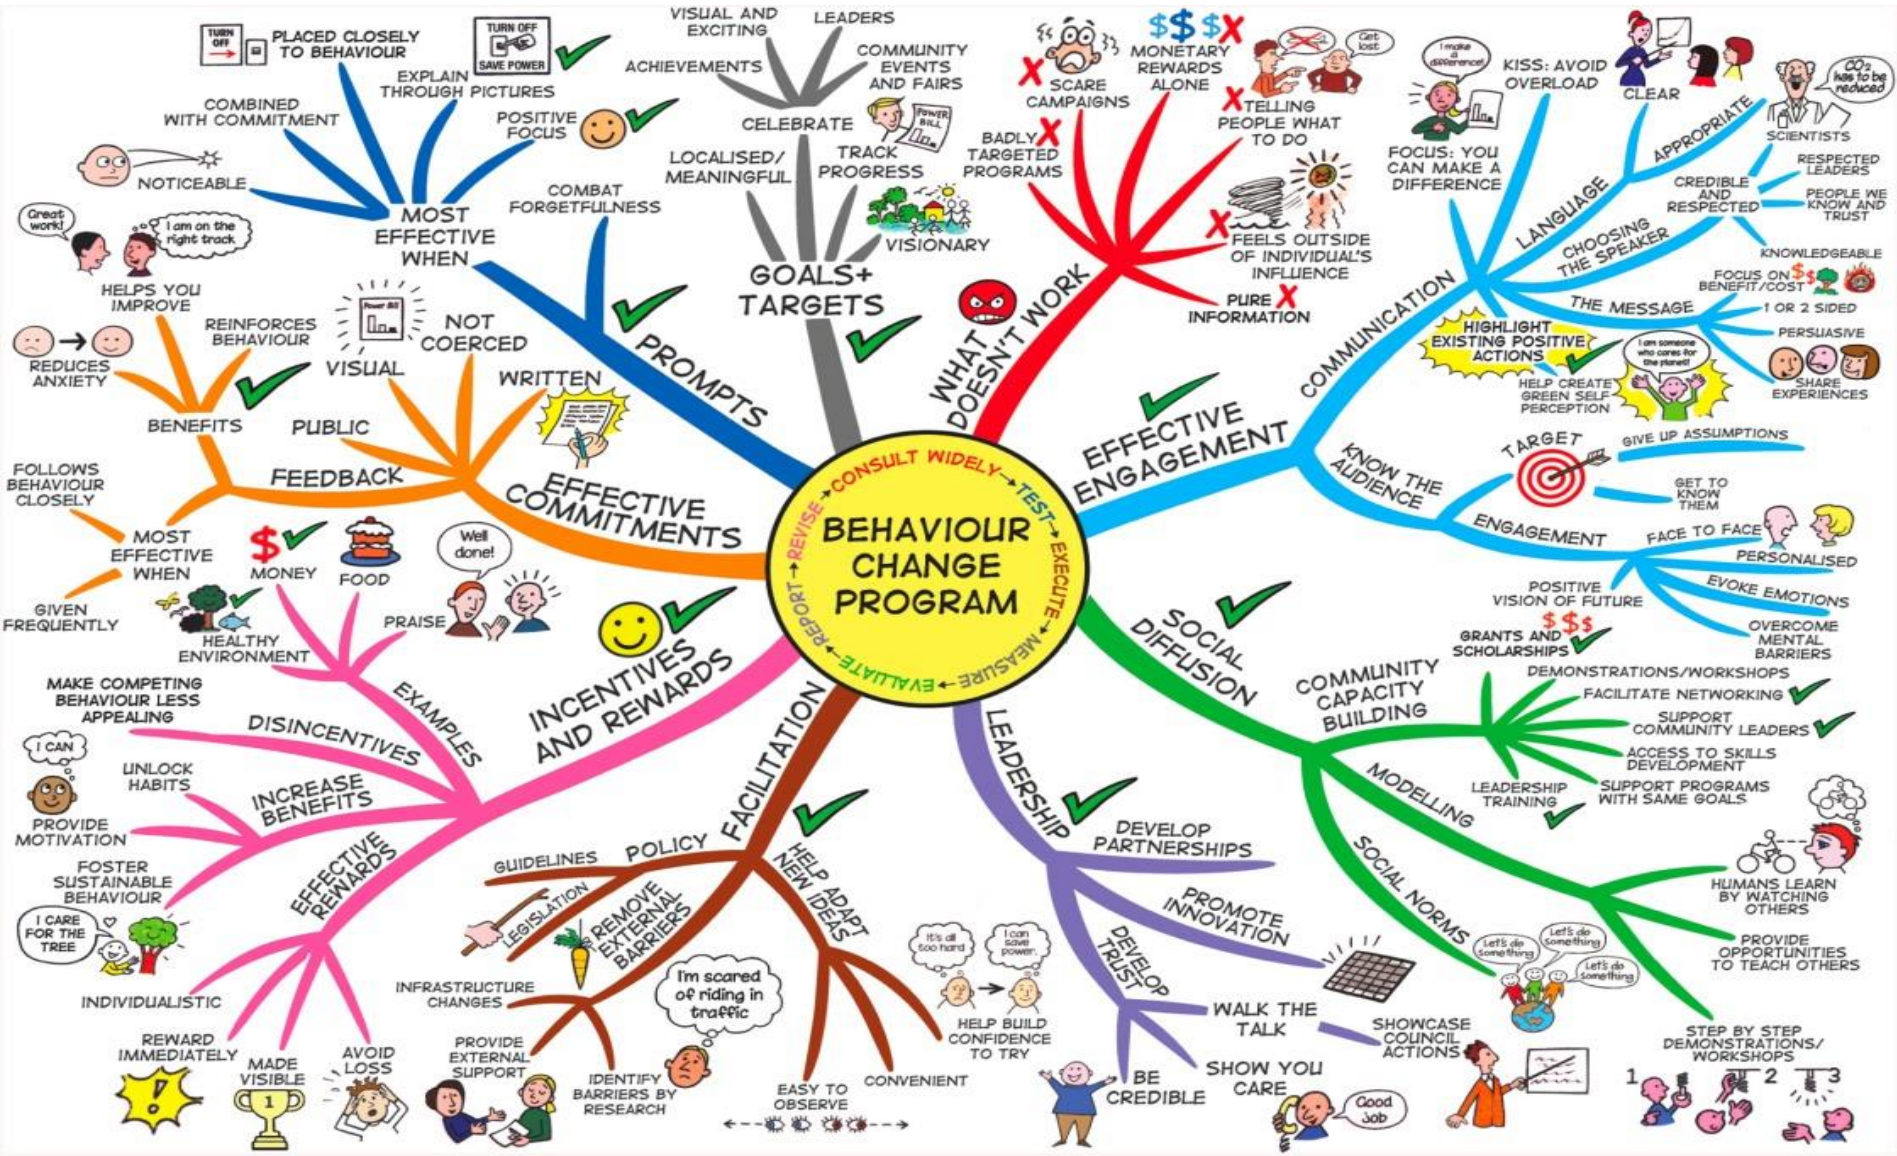 TURN
OFF
PLACED CLOSELY
TO BEHAVIOUR
TURN OFF
SAVE POWER
EXPLAIN
THROUGH PICTURES
COMBINED
WITH COMMITMENT
POSITIVE
FOCUS
NOTICEABLE
MOST
EFFECTIVE
WHEN
COMBAT
FORGETFULNESS
PROMPTS
VISUAL AND
EXCITING
LEADERS
ACHIEVEMENTS
COMMUNITY
EVENTS
AND FAIRS
CELEBRATE
POWER
BILL
LOCALISED/
MEANINGFUL
TRACK
PROGRESS
VISIONARY
GOALS+
TARGETS
SCARE
CAMPAIGNS
$$$
MONETARY
REWARDS
ALONE
Get
lost
TELLING
PEOPLE WHAT
TO DO
BADLY
TARGETED
PROGRAMS
FEELS OUTSIDE
OF INDIVIDUAL'S
INFLUENCE
PURE
INFORMATION
WHAT
DOESN'T WORK
I make
a
difference!
FOCUS: YOU
CAN MAKE A
DIFFERENCE
KISS: AVOID
OVERLOAD
CLEAR
APPROPRIATE
LANGUAGE
CO2
has to be
reduced
SCIENTISTS
RESPECTED
LEADERS
CREDIBLE
AND
RESPECTED
PEOPLE WE
KNOW AND
TRUST
KNOWLEDGEABLE
CHOOSING
THE SPEAKER
THE MESSAGE
FOCUS ON
BENEFIT/COST
$$
1 OR 2 SIDED
PERSUASIVE
SHARE
EXPERIENCES
HIGHLIGHT
EXISTING POSITIVE
ACTIONS
HELP CREATE
GREEN SELF
PERCEPTION
I am someone
who cares for
the planet!
COMMUNICATION
EFFECTIVE
ENGAGEMENT
KNOW THE
AUDIENCE
TARGET
GIVE UP ASSUMPTIONS
GET TO
KNOW
THEM
ENGAGEMENT
FACE TO FACE
PERSONALISED
EVOKE EMOTIONS
OVERCOME
MENTAL
BARRIERS
POSITIVE
VISION OF FUTURE
Great
work!
I am on the
right track
HELPS YOU
IMPROVE
REINFORCES
BEHAVIOUR
REDUCES
ANXIETY
BENEFITS
Power Bill
VISUAL
NOT
COERCED
WRITTEN
PUBLIC
FEEDBACK
FOLLOWS
BEHAVIOUR
CLOSELY
MOST
EFFECTIVE
WHEN
GIVEN
FREQUENTLY
EFFECTIVE
COMMITMENTS
CONSULT WIDELY
TEST
EXECUTE
MEASURE
EVALUATE
REPORT
REVISE
BEHAVIOUR
CHANGE
PROGRAM
$
MONEY
FOOD
Well
done!
PRAISE
HEALTHY
ENVIRONMENT
EXAMPLES
INCENTIVES
AND REWARDS
MAKE COMPETING
BEHAVIOUR LESS
APPEALING
DISINCENTIVES
I CAN
UNLOCK
HABITS
INCREASE
BENEFITS
PROVIDE
MOTIVATION
FOSTER
SUSTAINABLE
BEHAVIOUR
I CARE
FOR THE
TREE
EFFECTIVE
REWARDS
INDIVIDUALISTIC
REWARD
IMMEDIATELY
!
MADE
VISIBLE
1
AVOID
LOSS
FACILITATION
POLICY
GUIDELINES
LEGISLATION
REMOVE
EXTERNAL
BARRIERS
INFRASTRUCTURE
CHANGES
PROVIDE
EXTERNAL
SUPPORT
IDENTIFY
BARRIERS BY
RESEARCH
I'm scared
of riding in
traffic
HELP ADAPT
NEW IDEAS
EASY TO
OBSERVE
CONVENIENT
It's all
too hard
I can
save
power.
HELP BUILD
CONFIDENCE
TO TRY
LEADERSHIP
DEVELOP
PARTNERSHIPS
PROMOTE
INNOVATION
DEVELOP
TRUST
WALK THE
TALK
SHOWCASE
COUNCIL
ACTIONS
SHOW YOU
CARE
BE
CREDIBLE
Good
job
SOCIAL
DIFFUSION
COMMUNITY
CAPACITY
BUILDING
$$$
GRANTS AND
SCHOLARSHIPS
DEMONSTRATIONS/WORKSHOPS
FACILITATE NETWORKING
SUPPORT
COMMUNITY LEADERS
ACCESS TO SKILLS
DEVELOPMENT
SUPPORT PROGRAMS
WITH SAME GOALS
LEADERSHIP
TRAINING
MODELLING
HUMANS LEARN
BY WATCHING
OTHERS
PROVIDE
OPPORTUNITIES
TO TEACH OTHERS
STEP BY STEP
DEMONSTRATIONS/
WORKSHOPS
1
2
3
SOCIAL NORMS
Let's do
something
Let's do
something
Let's do
something